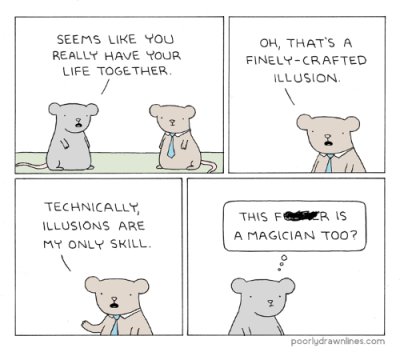 SEEMS LIKE YOU
REALLY HAVE YOUR
LIFE TOGETHER.
OH, THAT'S A
FINELY-CRAFTED
ILLUSION.
TECHNICALLY,
ILLUSIONS ARE
MY ONLY SKILL.
THIS F R IS
A MAGICIAN TOO?
poorlydrawnlines.com